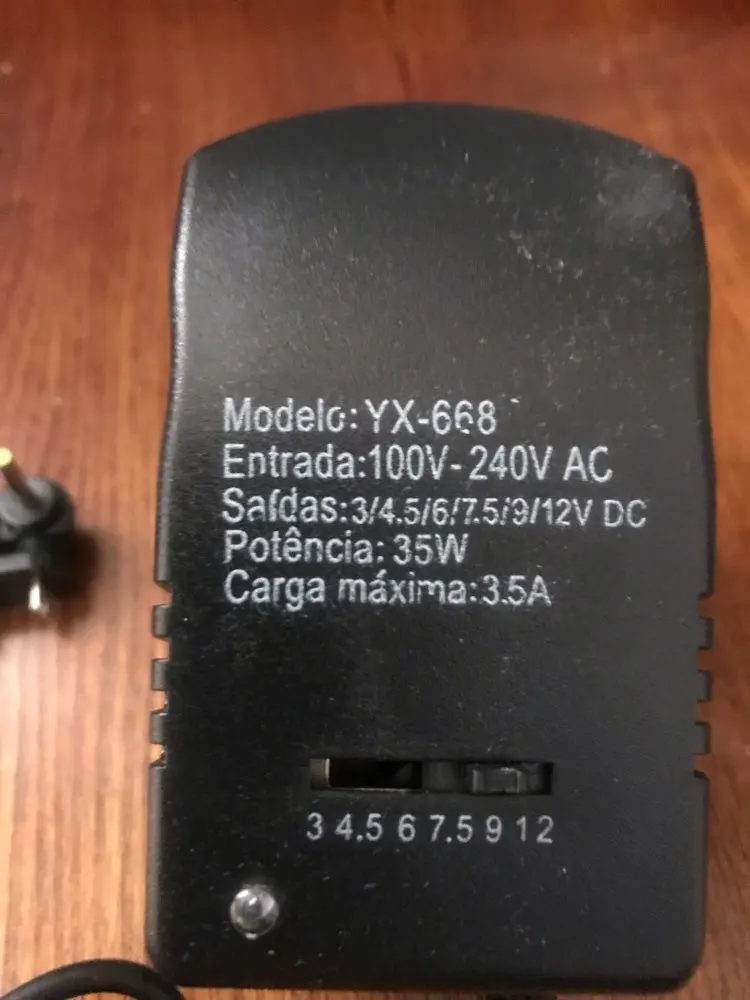 Modelo: YX-668
Entrada:100V-240V AC
Saídas:3/4.5/6/7.5/9/12V DC
Potência: 35W
Carga máxima:3.5A
3 4.5 6 7.5 9 12